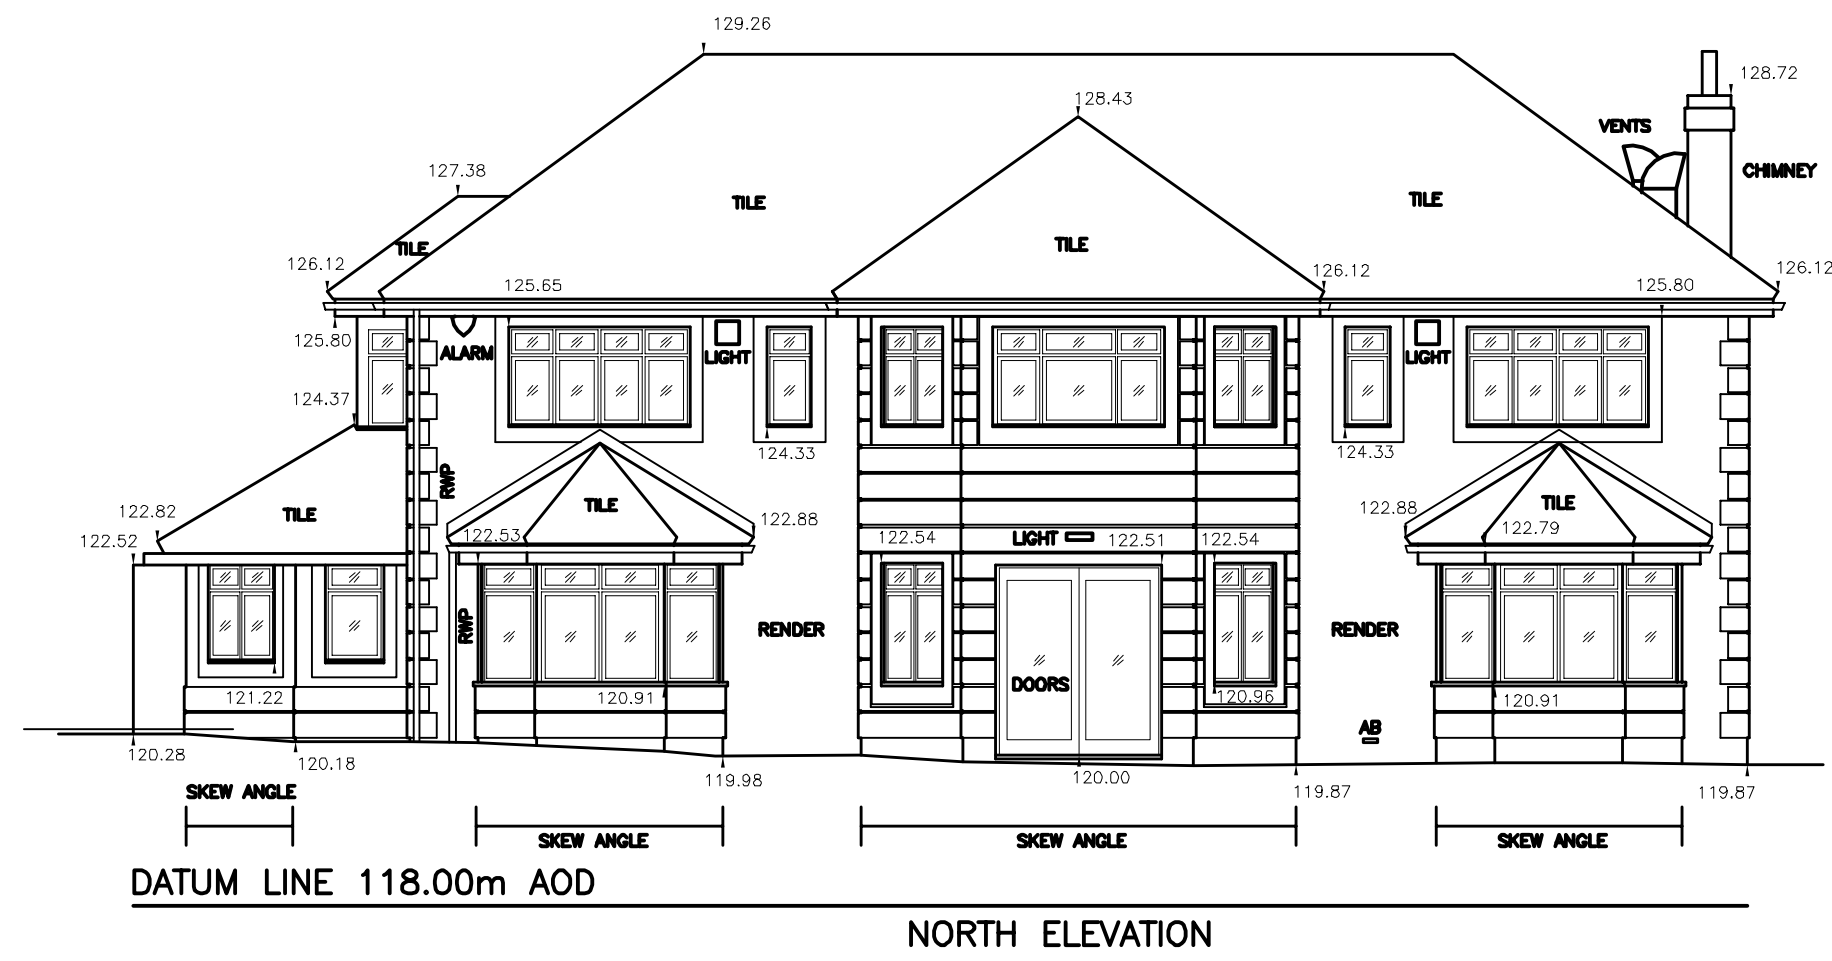 129.26
128.72
128.43
VENTS
127.38
CHIMNEY
TILE
TILE
TILE
TILE
126.12
126.12
126.12
125.65
125.80
125.80
ALARM
LIGHT
LIGHT
124.37
124.33
124.33
RWP
TILE
TILE
TILE
122.82
122.88
122.88
122.52
122.53
122.54
LIGHT
122.51
122.54
122.79
RWP
RENDER
RENDER
DOORS
121.22
120.91
120.96
120.91
AB
120.28
120.18
119.98
120.00
119.87
119.87
SKEW ANGLE
SKEW ANGLE
SKEW ANGLE
SKEW ANGLE
DATUM LINE 118.00m AOD
NORTH ELEVATION